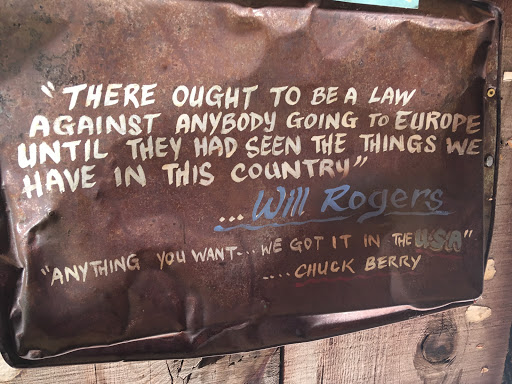 "THERE OUGHT TO BE A LAW
AGAINST ANYBODY GOING TO EUROPE
UNTIL THEY HAD SEEN THE THINGS WE
HAVE IN THIS COUNTRY"
... Will Rogers
"ANYTHING YOU WANT-... WE GOT IT IN THE USA"
.... CHUCK BERRY